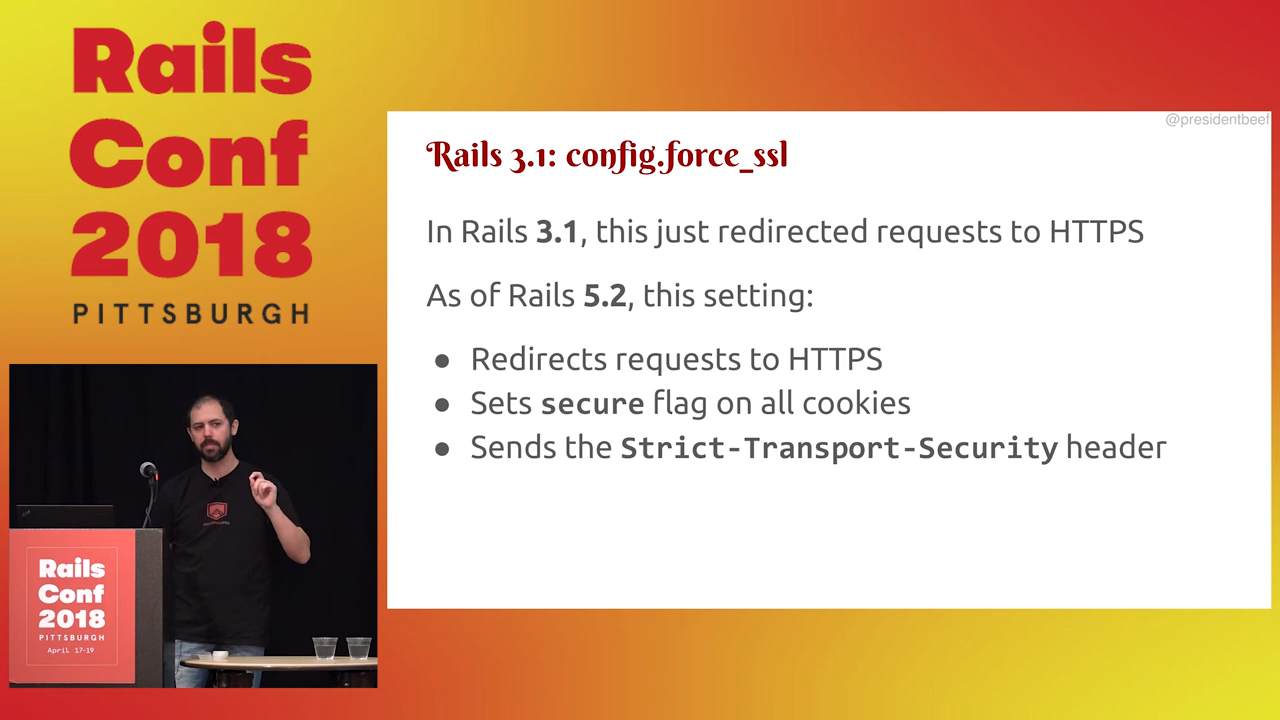 Rails
Conf
2018
PITTSBURGH
@presidentbeef
Rails 3.1: config.force_ssl
In Rails 3.1, this just redirected requests to HTTPS
As of Rails 5.2, this setting:
● Redirects requests to HTTPS
● Sets secure flag on all cookies
● Sends the Strict-Transport-Security header
Rails
Conf
2018
PITTSBURGH
April 17-19